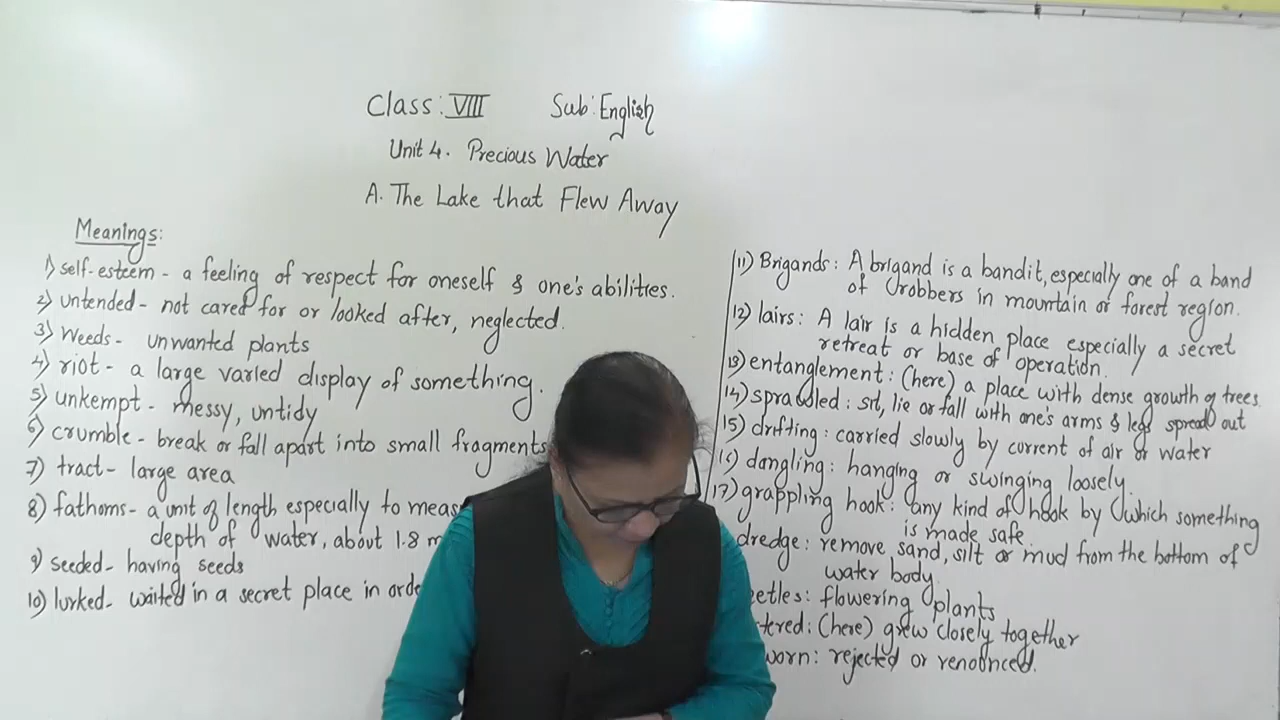 Class: VIII Sub: English
Unit 4. Precious Water
A. The Lake that Flew Away
Meanings:
1) self-esteem - a feeling of respect for oneself & one's abilities.
2) untended - not cared for or looked after, neglected.
3) Weeds - unwanted plants
4) riot - a large varied display of something.
5) unkempt - messy, untidy
6) crumble - break or fall apart into small fragments
7) tract - large area
8) fathoms - a unit of length especially to meas
depth of water, about 1.8 m
9) seeded - having seeds
10) lurked - waited in a secret place in orde
11) Brigands: A brigand is a bandit, especially one of a band
of robbers in mountain or forest region.
12) lairs: A lair is a hidden place especially a secret
retreat or base of operation.
13) entanglement: (here) a place with dense growth of trees.
14) sprawled: sit, lie or fall with one's arms & legs spread out
15) drifting: carried slowly by current of air or water
16) dangling: hanging or swinging loosely.
17) grappling hook: any kind of hook by which something
is made safe.
dredge: remove sand, silt or mud from the bottom of
water body.
etles: flowering plants
tered: (here) grew closely together
worn: rejected or renounced.